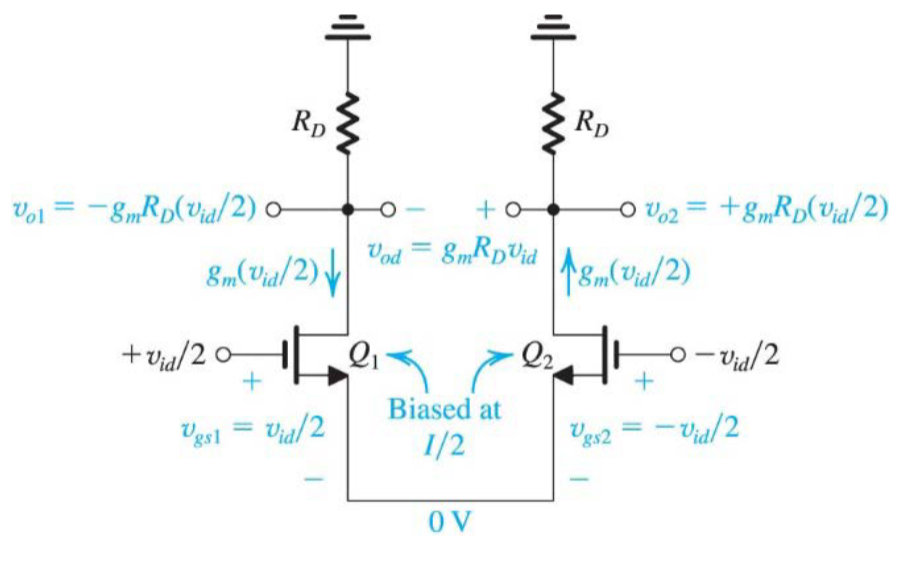 R_D
R_D
v_{o1} = −g_m R_D(v_{id}/2)
−
+
v_{o2} = +g_m R_D(v_{id}/2)
v_{od} = g_m R_D v_{id}
g_m(v_{id}/2)
g_m(v_{id}/2)
+v_{id}/2
Q_1
Q_2
−v_{id}/2
+
+
Biased at
I/2
v_{gs1} = v_{id}/2
v_{gs2} = −v_{id}/2
−
−
0 V